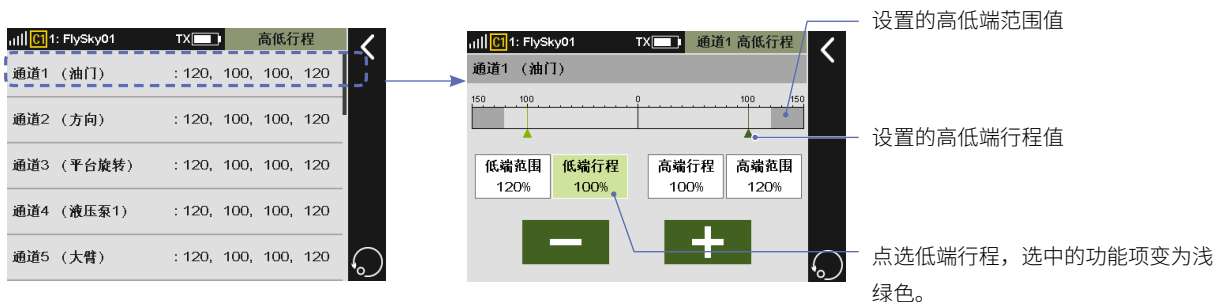 C1 1: FlySky01 TX 高低行程
通道1 （油门） : 120, 100, 100, 120
通道2 （方向） : 120, 100, 100, 120
通道3 （平台旋转） : 120, 100, 100, 120
通道4 （液压泵1） : 120, 100, 100, 120
通道5 （大臂） : 120, 100, 100, 120
C1 1: FlySky01 TX 通道1 高低行程
通道1 （油门）
150 100 0 100 150
低端范围 低端行程 高端行程 高端范围
120% 100% 100% 120%
设置的高低端范围值
设置的高低端行程值
点选低端行程，选中的功能项变为浅
绿色。